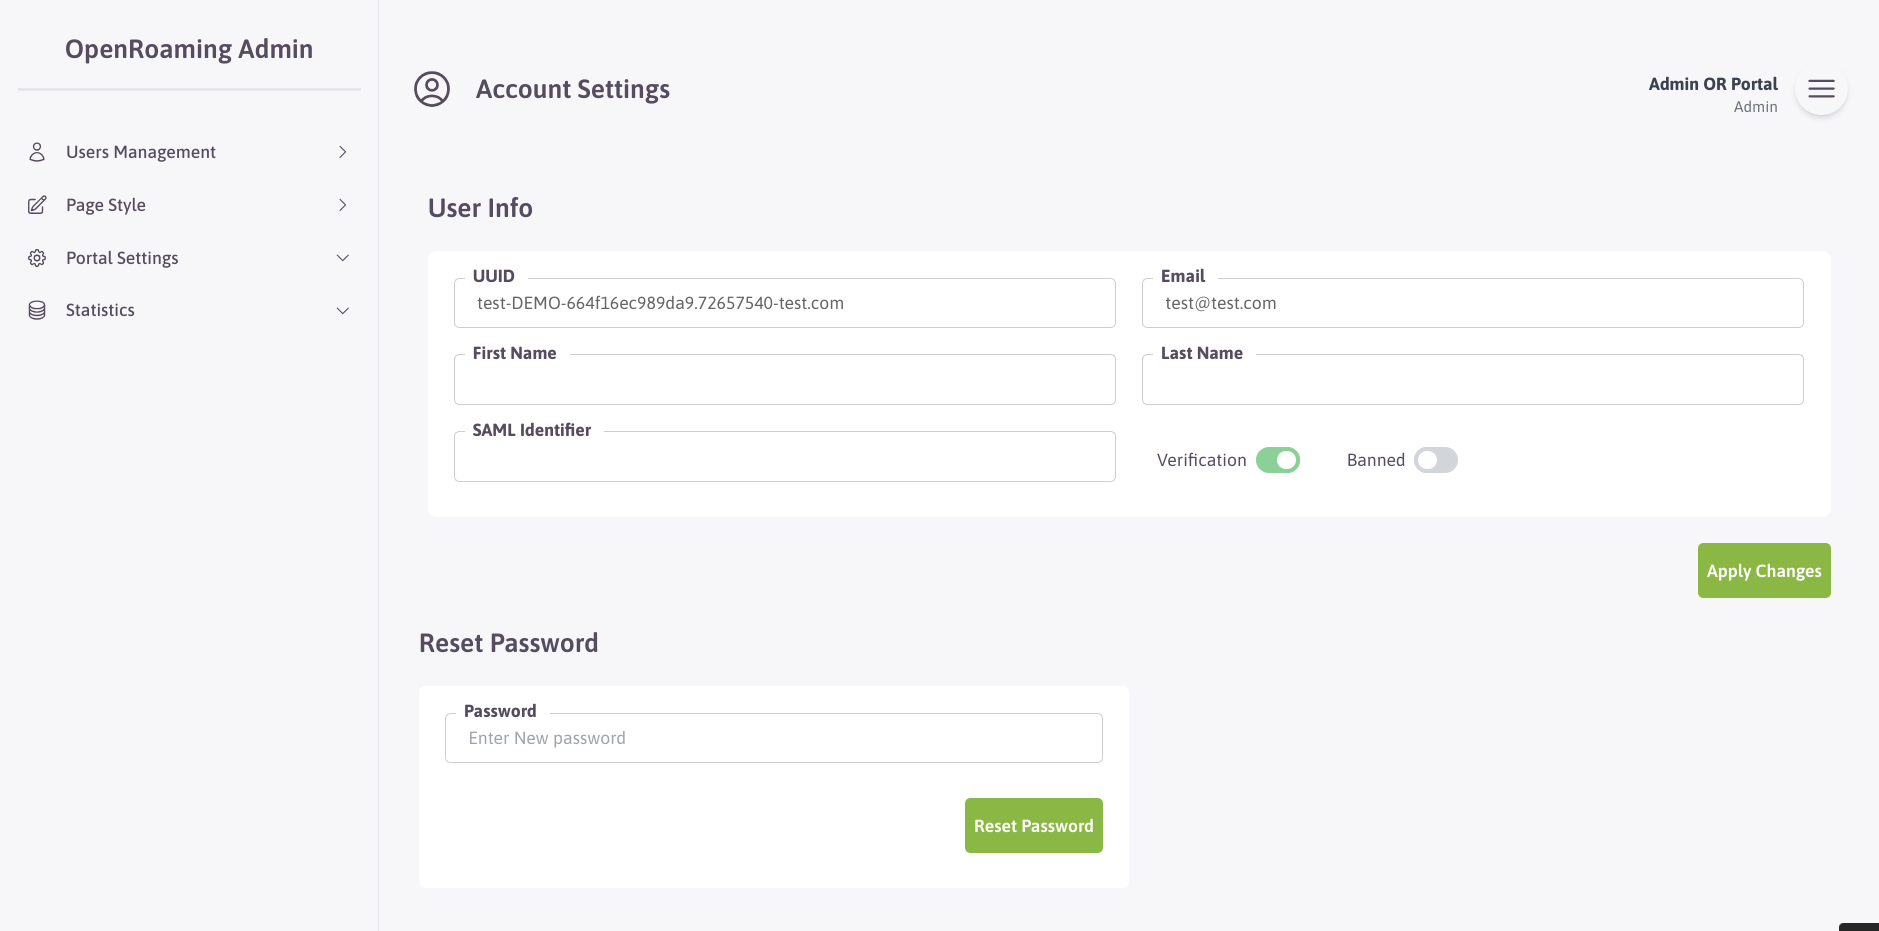 OpenRoaming Admin
Users Management
Page Style
Portal Settings
Statistics
Account Settings
Admin OR Portal
Admin
User Info
UUID
test-DEMO-664f16ec989da9.72657540-test.com
Email
test@test.com
First Name
Last Name
SAML Identifier
Verification
Banned
Apply Changes
Reset Password
Password
Enter New password
Reset Password